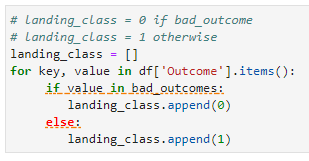 # landing_class = 0 if bad_outcome
# landing_class = 1 otherwise
landing_class = []
for key, value in df['Outcome'].items():
    if value in bad_outcomes:
        landing_class.append(0)
    else:
        landing_class.append(1)